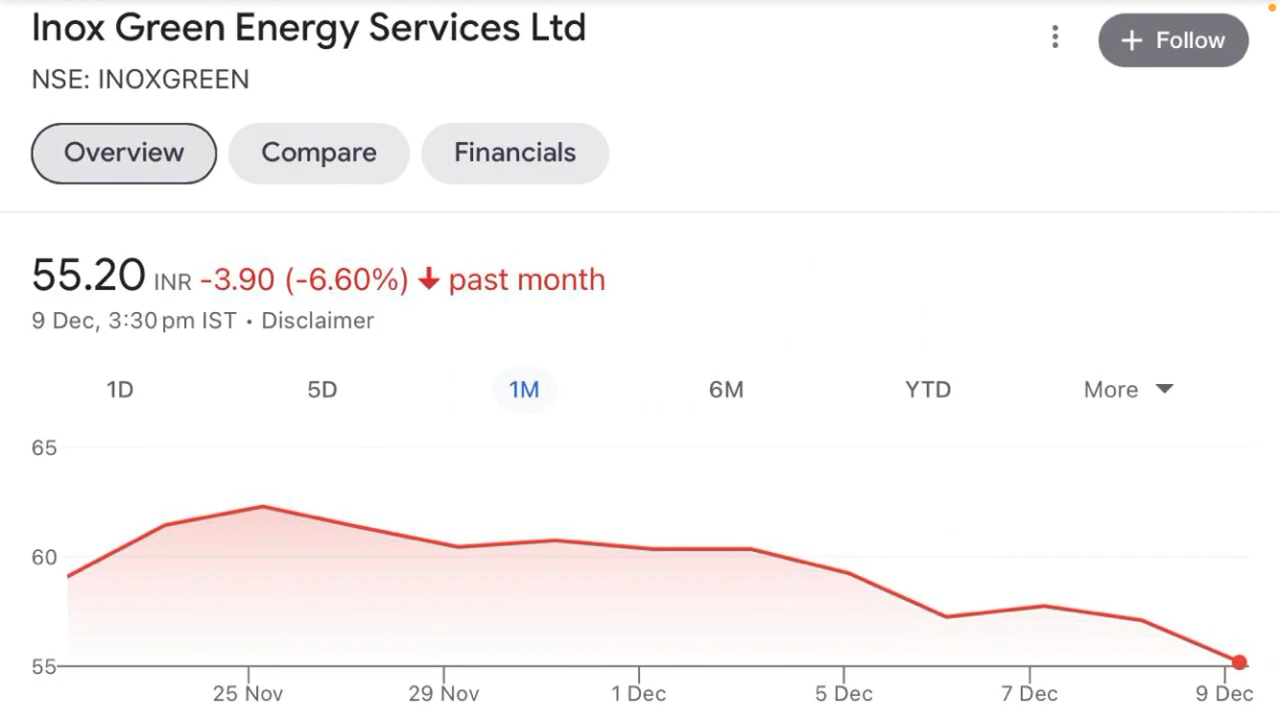 Inox Green Energy Services Ltd
+ Follow
NSE: INOXGREEN
Overview Compare Financials
55.20 INR -3.90 (-6.60%) ↓ past month
9 Dec, 3:30 pm IST • Disclaimer
1D 5D 1M 6M YTD More
65
60
55
25 Nov 29 Nov 1 Dec 5 Dec 7 Dec 9 Dec